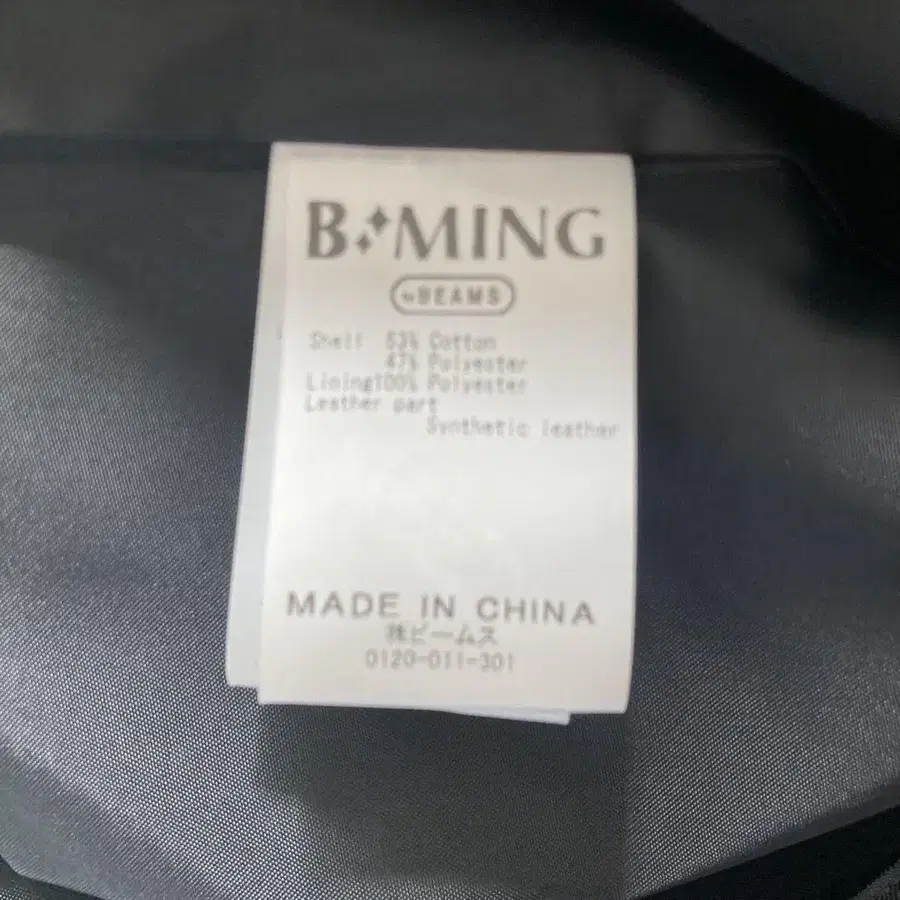 B MING
by BEAMS
Shell 53% Cotton
47% Polyester
Lining100% Polyester
Leather part
Synthetic leather
MADE IN CHINA
㈱ビームス
0120-011-301